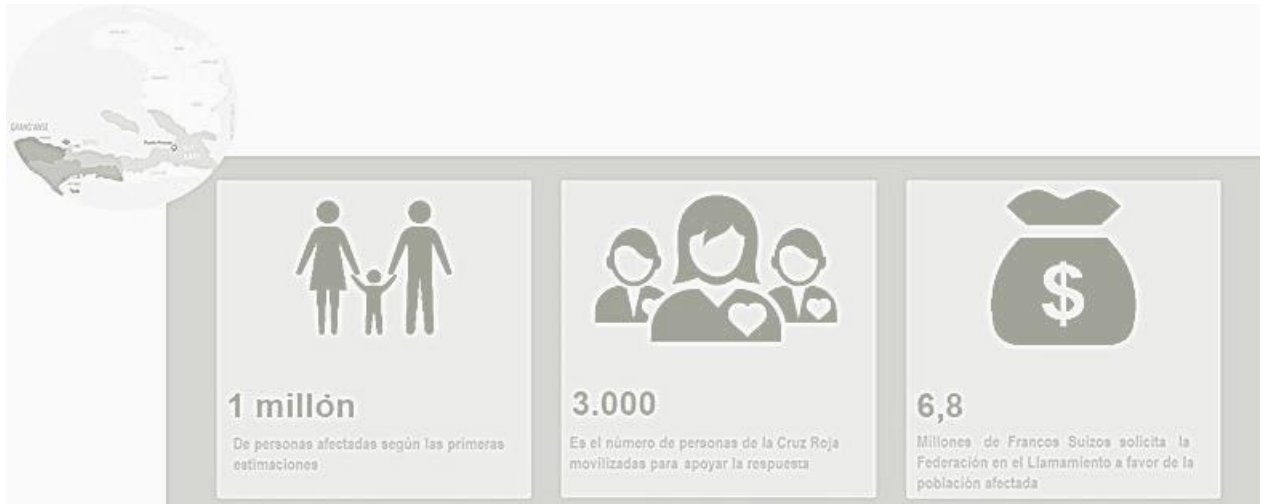 GRAND'ANSE
1 millón
De personas afectadas según las primeras
estimaciones
3.000
Es el número de personas de la Cruz Roja
movilizadas para apoyar la respuesta
$
6,8
Millones de Francos Suizos solicita la
Federación en el Llamamiento a favor de la
población afectada